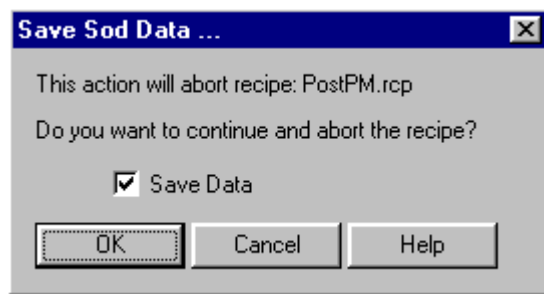 Save Sod Data ...
This action will abort recipe: PostPM.rcp
Do you want to continue and abort the recipe?
Save Data
OK Cancel Help